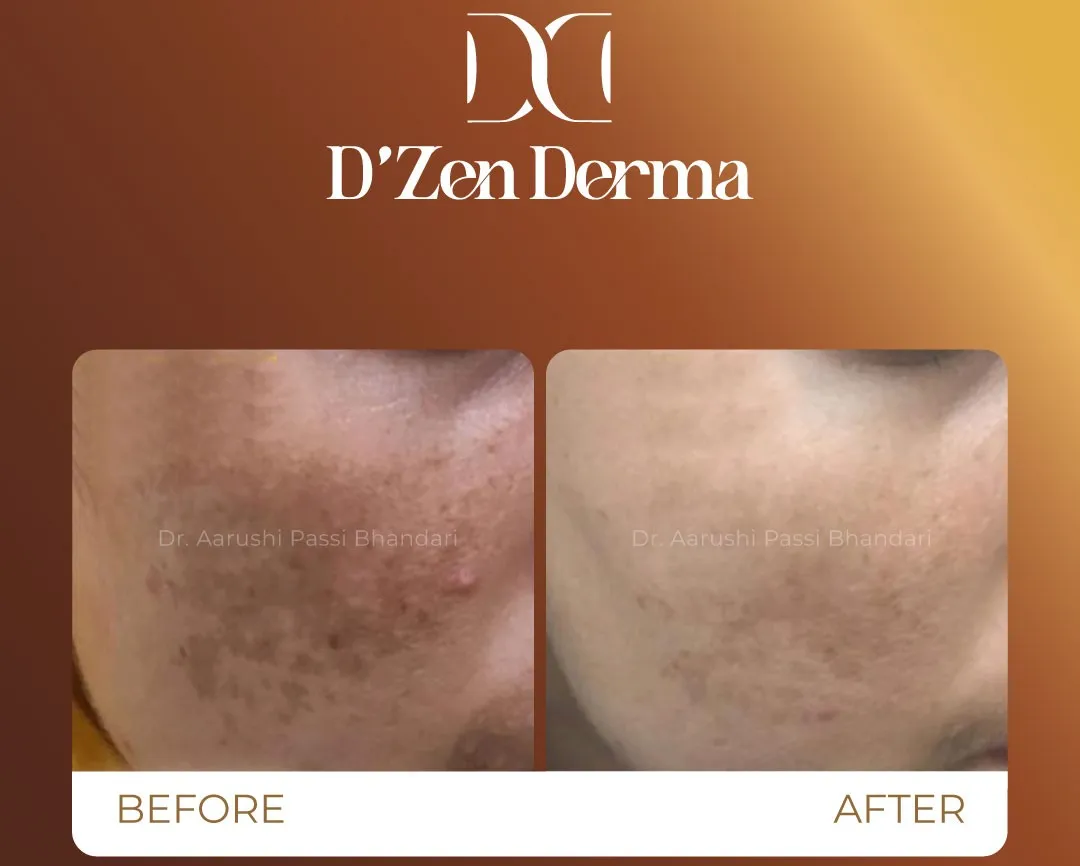 D'Zen Derma
Dr. Aarushi Passi Bhandari
Dr. Aarushi Passi Bhandari
BEFORE
AFTER